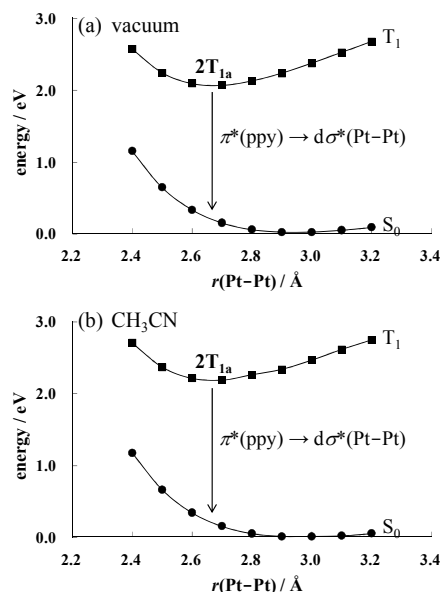 (a) vacuum
3.0
2.0
1.0
0.0
energy / eV
T₁
2T₁ₐ
π*(ppy) → dσ*(Pt−Pt)
S₀
2.2 2.4 2.6 2.8 3.0 3.2 3.4
r(Pt−Pt) / Å
(b) CH₃CN
3.0
2.0
1.0
0.0
energy / eV
T₁
2T₁ₐ
π*(ppy) → dσ*(Pt−Pt)
S₀
2.2 2.4 2.6 2.8 3.0 3.2 3.4
r(Pt−Pt) / Å